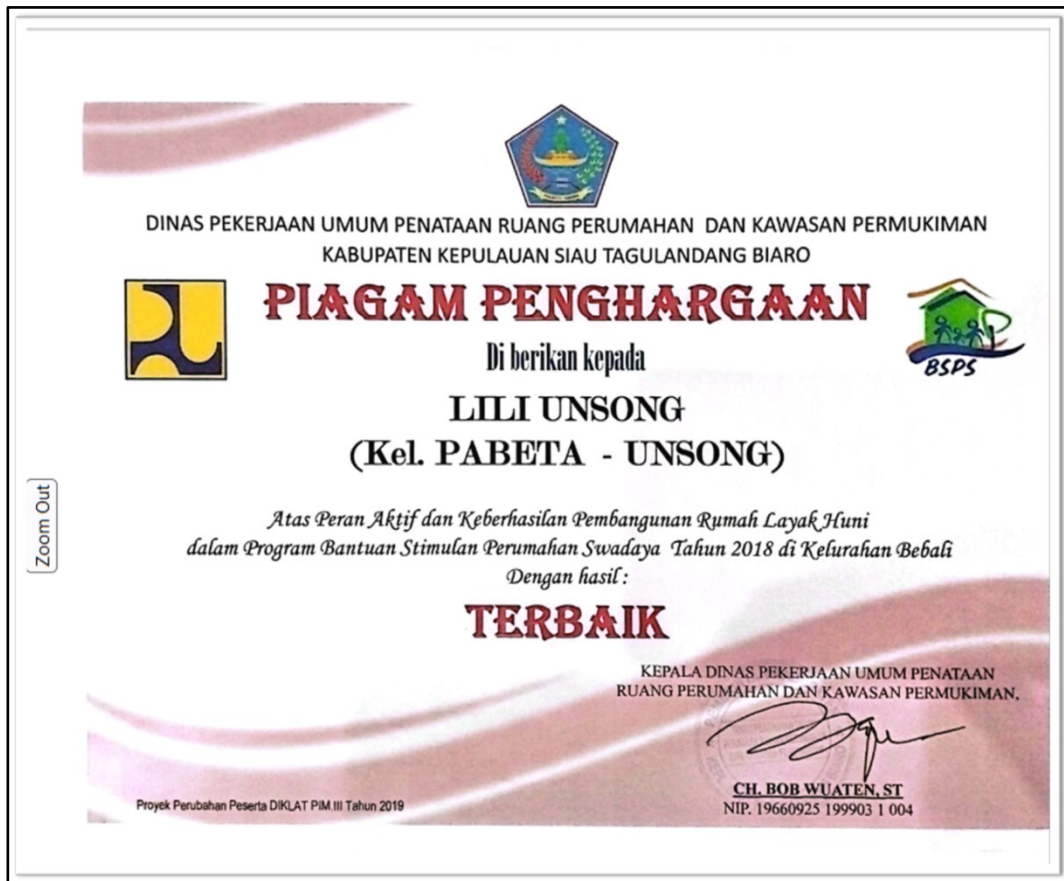 DINAS PEKERJAAN UMUM PENATAAN RUANG PERUMAHAN DAN KAWASAN PERMUKIMAN
KABUPATEN KEPULAUAN SIAU TAGULANDANG BIARO
PIAGAM PENGHARGAAN
BSPS
Di berikan kepada
LILI UNSONG
(Kel. PABETA - UNSONG)
Atas Peran Aktif dan Keberhasilan Pembangunan Rumah Layak Huni
dalam Program Bantuan Stimulan Perumahan Swadaya Tahun 2018 di Kelurahan Bebali
Dengan hasil :
TERBAIK
KEPALA DINAS PEKERJAAN UMUM PENATAAN
RUANG PERUMAHAN DAN KAWASAN PERMUKIMAN,
CH. BOB WUATEN, ST
NIP. 19660925 199903 1 004
Proyek Perubahan Peserta DIKLAT PIM.III Tahun 2019
Zoom Out